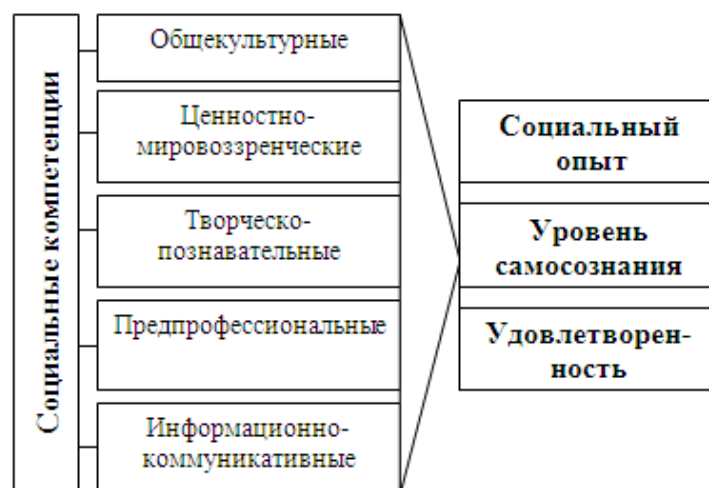 Социальные компетенции
Общекультурные
Ценностно-
мировоззренческие
Творческо-
познавательные
Предпрофессиональные
Информационно-
коммуникативные
Социальный
опыт
Уровень
самосознания
Удовлетворен-
ность